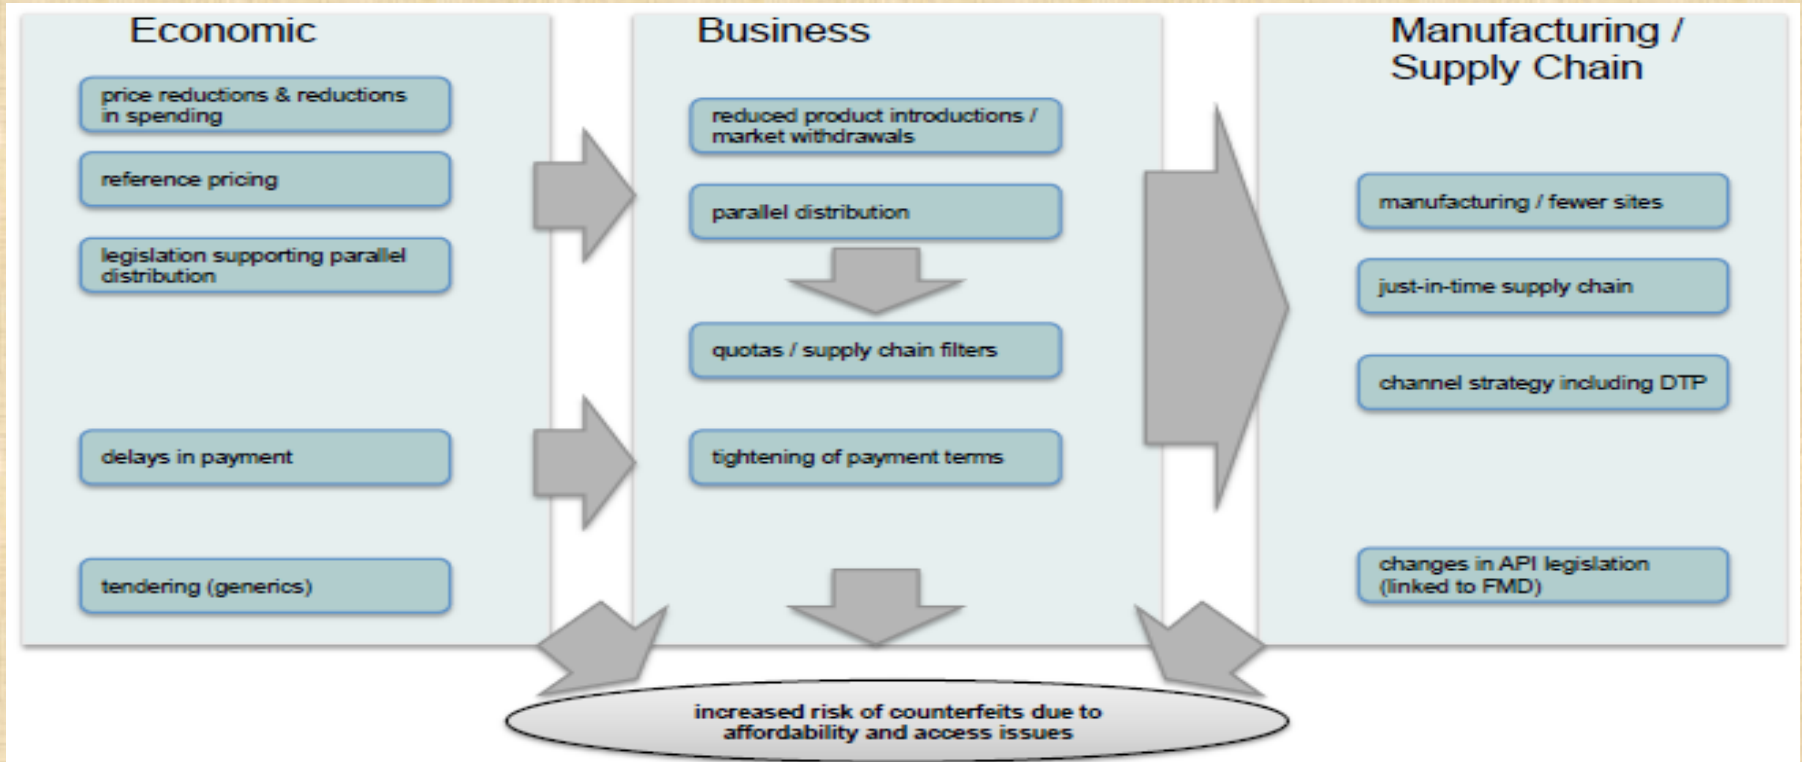 Economic
price reductions & reductions
in spending
reference pricing
legislation supporting parallel
distribution
delays in payment
tendering (generics)
Business
reduced product introductions /
market withdrawals
parallel distribution
quotas / supply chain filters
tightening of payment terms
Manufacturing /
Supply Chain
manufacturing / fewer sites
just-in-time supply chain
channel strategy including DTP
changes in API legislation
(linked to FMD)
increased risk of counterfeits due to
affordability and access issues